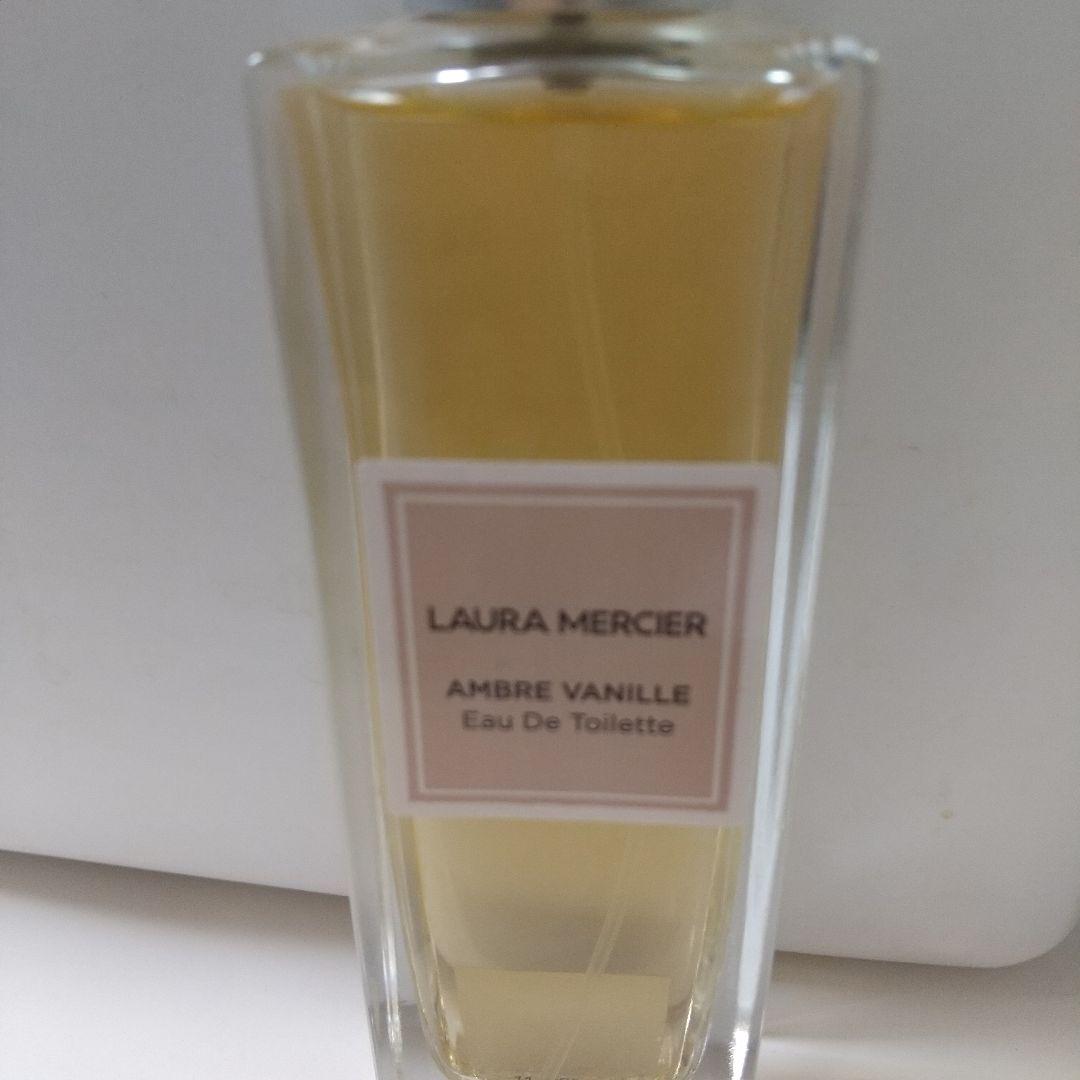 LAURA MERCIER
AMBRE VANILLE
Eau De Toilette